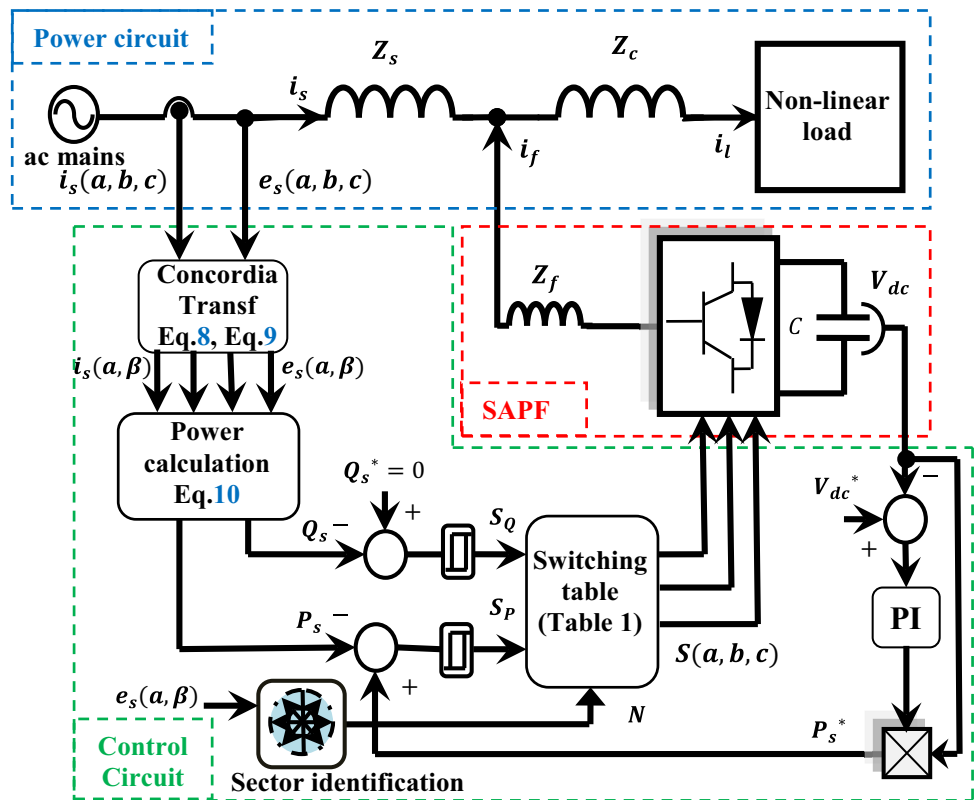 Power circuit
Z_s
Z_c
i_s
Non-linear
load
ac mains
i_f
i_l
i_s(a, b, c)
e_s(a, b, c)
Concordia
Transf
Eq.8, Eq.9
Z_f
V_dc
C
i_s(a, β)
e_s(a, β)
SAPF
Power
calculation
Eq.10
Q_s* = 0
V_dc*
−
+
Q_s −
+
S_Q
Switching
table
(Table 1)
PI
P_s −
S_P
+
S(a, b, c)
e_s(a, β)
N
P_s*
Control
Circuit
Sector identification